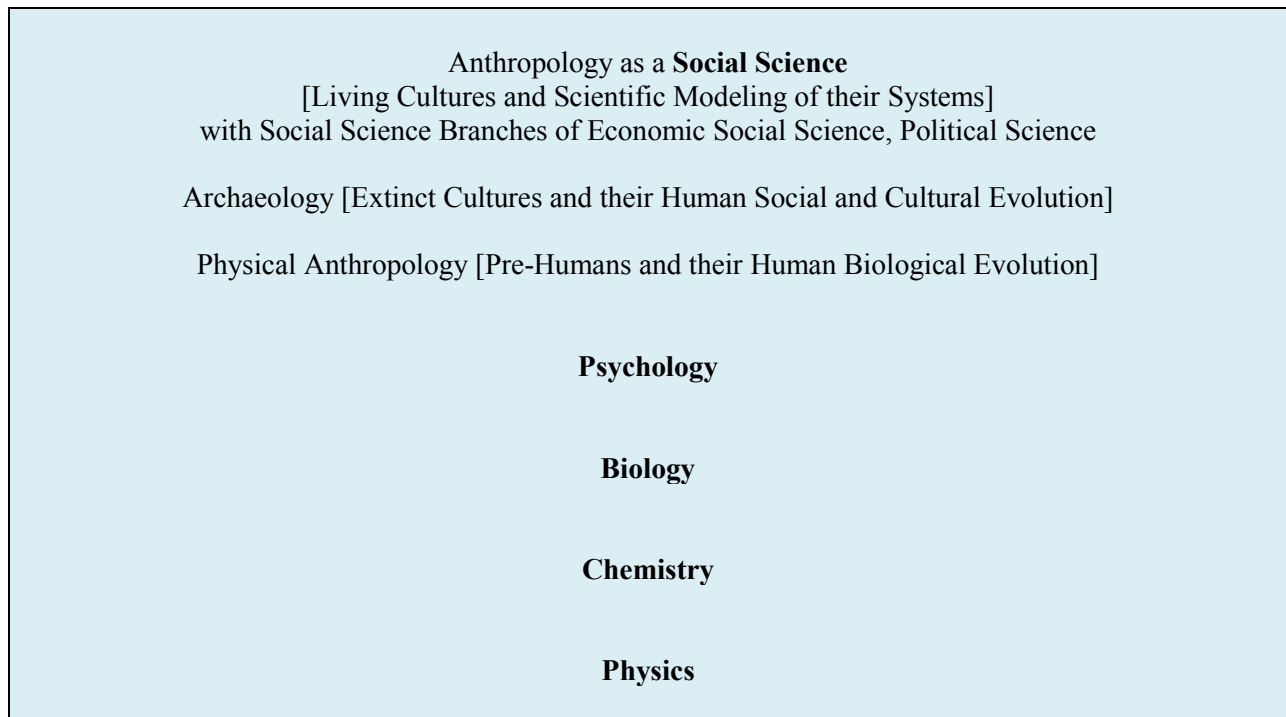 Anthropology as a Social Science
[Living Cultures and Scientific Modeling of their Systems]
with Social Science Branches of Economic Social Science, Political Science
Archaeology [Extinct Cultures and their Human Social and Cultural Evolution]
Physical Anthropology [Pre-Humans and their Human Biological Evolution]
Psychology
Biology
Chemistry
Physics